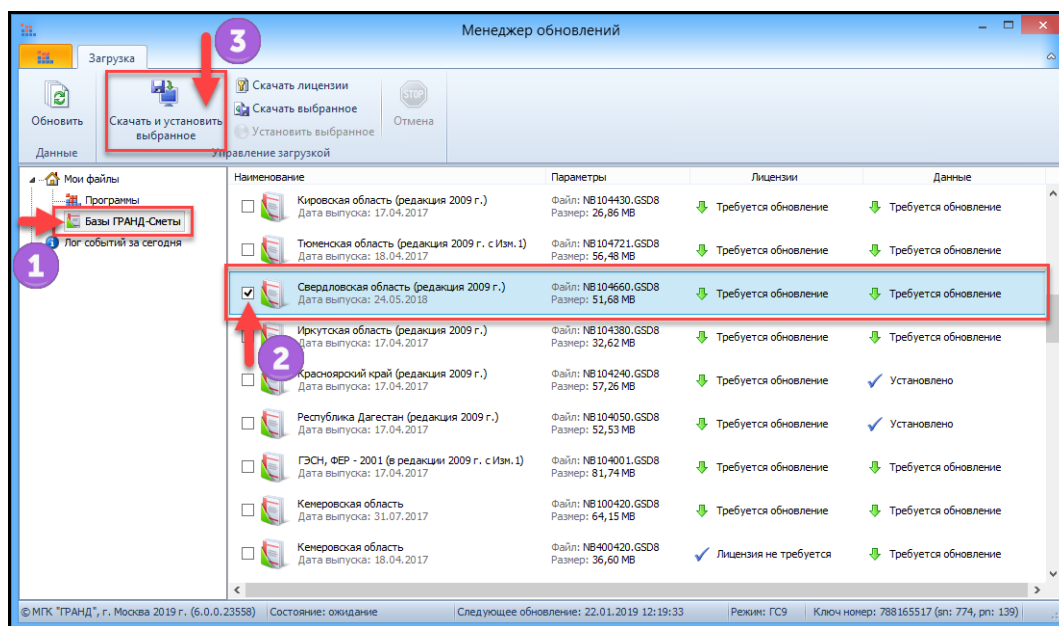 Менеджер обновлений
3
Загрузка
Обновить
Скачать и установить
выбранное
Скачать лицензии
Скачать выбранное
Установить выбранное
STOP
Отмена
Данные
Управление загрузкой
Мои файлы
Программы
Базы ГРАНД-Сметы
Лог событий за сегодня
1
Наименование Параметры Лицензии Данные
Кировская область (редакция 2009 г.) Файл: NB104430.GSD8 Требуется обновление Требуется обновление
Дата выпуска: 17.04.2017 Размер: 26,86 MB
Тюменская область (редакция 2009 г. с Изм.1) Файл: NB104721.GSD8 Требуется обновление Требуется обновление
Дата выпуска: 18.04.2017 Размер: 56,48 MB
Свердловская область (редакция 2009 г.) Файл: NB104660.GSD8 Требуется обновление Требуется обновление
Дата выпуска: 24.05.2018 Размер: 51,68 MB
2
Иркутская область (редакция 2009 г.) Файл: NB104380.GSD8 Требуется обновление Требуется обновление
Дата выпуска: 17.04.2017 Размер: 32,62 MB
Красноярский край (редакция 2009 г.) Файл: NB104240.GSD8 Требуется обновление Установлено
Дата выпуска: 17.04.2017 Размер: 57,26 MB
Республика Дагестан (редакция 2009 г.) Файл: NB104050.GSD8 Требуется обновление Установлено
Дата выпуска: 17.04.2017 Размер: 52,53 MB
ГЭСН, ФЕР - 2001 (в редакции 2009 г. с Изм.1) Файл: NB104001.GSD8 Требуется обновление Требуется обновление
Дата выпуска: 17.04.2017 Размер: 81,74 MB
Кемеровская область Файл: NB100420.GSD8 Требуется обновление Требуется обновление
Дата выпуска: 31.07.2017 Размер: 64,15 MB
Кемеровская область Файл: NB400420.GSD8 Лицензия не требуется Требуется обновление
Дата выпуска: 18.04.2017 Размер: 36,60 MB
© МГК "ГРАНД", г. Москва 2019 г. (6.0.0.23558) Состояние: ожидание Следующее обновление: 22.01.2019 12:19:33 Режим: ГС9 Ключ номер: 788165517 (sn: 774, pn: 139)